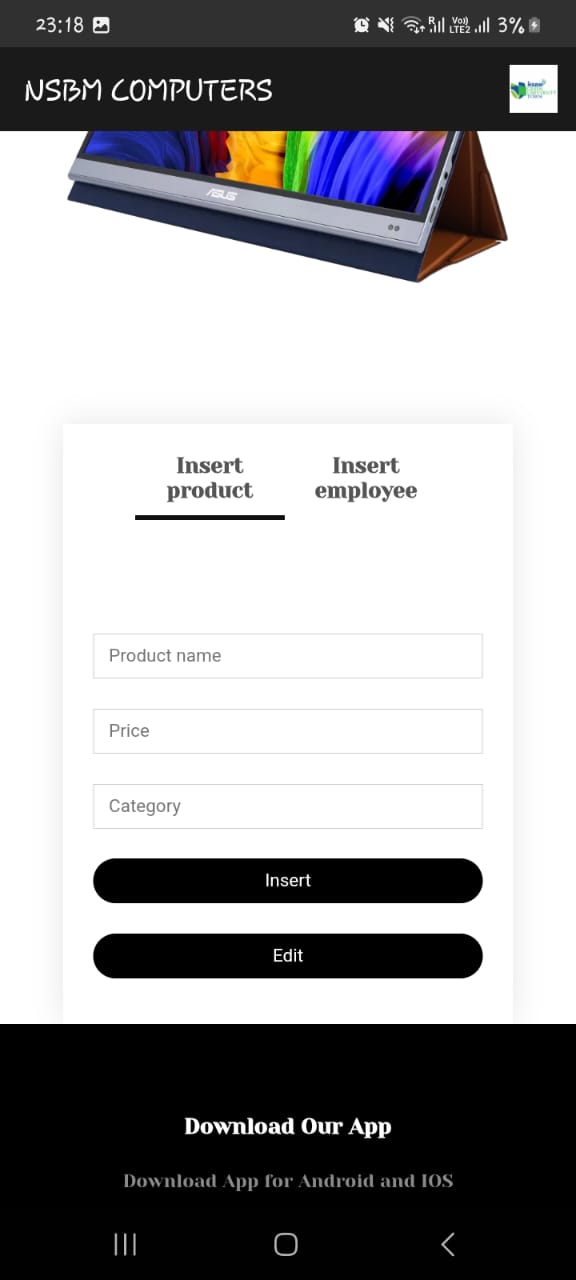 23:18 LTE2 3%
NSBM COMPUTERS
ASUS
Insert
product
Insert
employee
Product name
Price
Category
Insert
Edit
Download Our App
Download App for Android and IOS